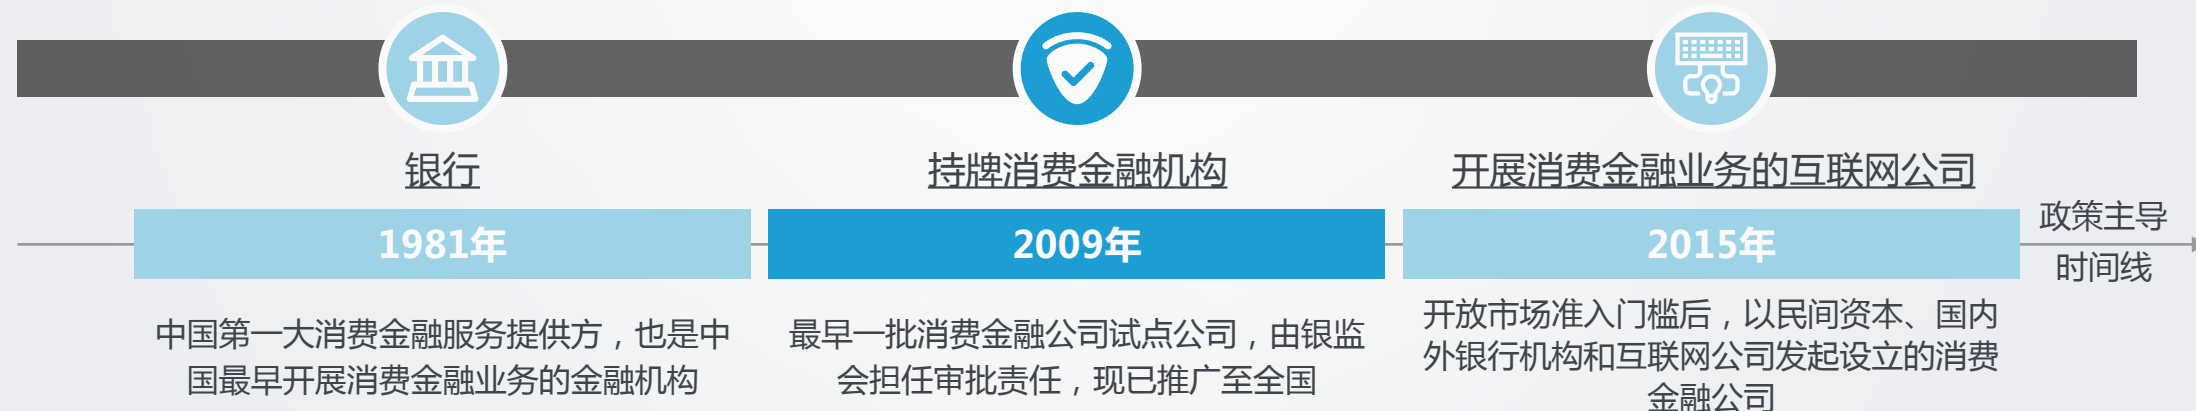 银行
持牌消费金融机构
开展消费金融业务的互联网公司
1981年
2009年
2015年
政策主导
时间线
中国第一大消费金融服务提供方，也是中
国最早开展消费金融业务的金融机构
最早一批消费金融公司试点公司，由银监
会担任审批责任，现已推广至全国
开放市场准入门槛后，以民间资本、国内
外银行机构和互联网公司发起设立的消费
金融公司